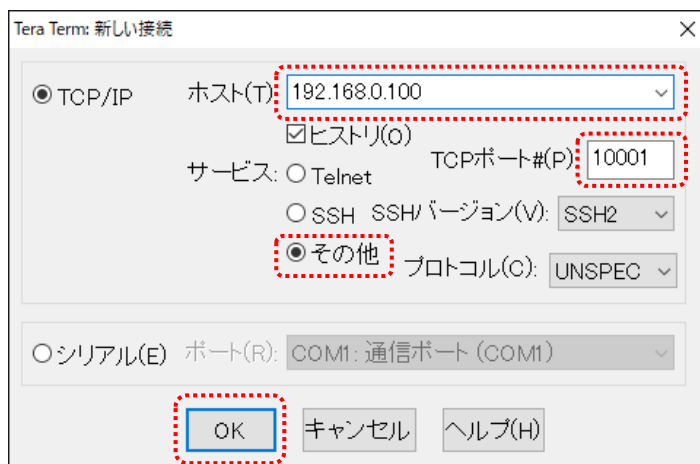 Tera Term: 新しい接続
TCP/IP ホスト(T) 192.168.0.100
ヒストリ(O)
サービス: Telnet TCPポート#(P) 10001
SSH SSHバージョン(V): SSH2
その他 プロトコル(C): UNSPEC
シリアル(E) ポート(R): COM1: 通信ポート (COM1)
OK キャンセル ヘルプ(H)